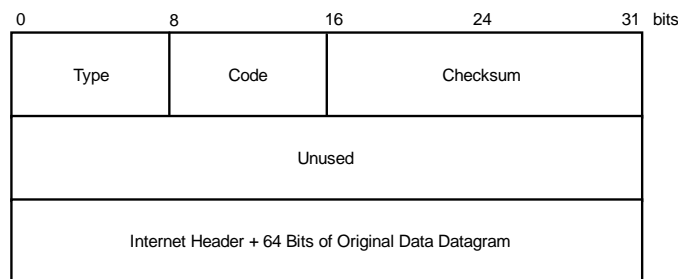 0 8 16 24 31 bits
Type Code Checksum
Unused
Internet Header + 64 Bits of Original Data Datagram